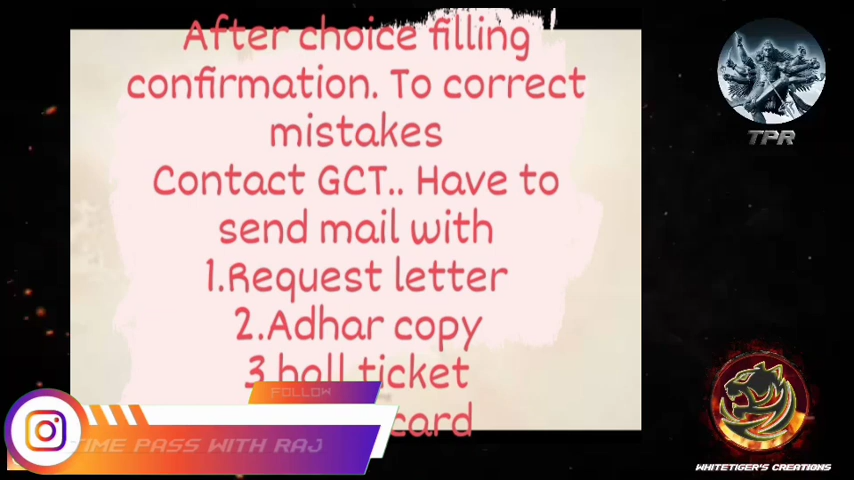 After choice filling
confirmation. To correct
mistakes
Contact GCT.. Have to
send mail with
1.Request letter
2.Adhar copy
3 hall ticket
card
FOLLOW
TIME PASS WITH RAJ
TPR
WHITETIGER'S CREATIONS